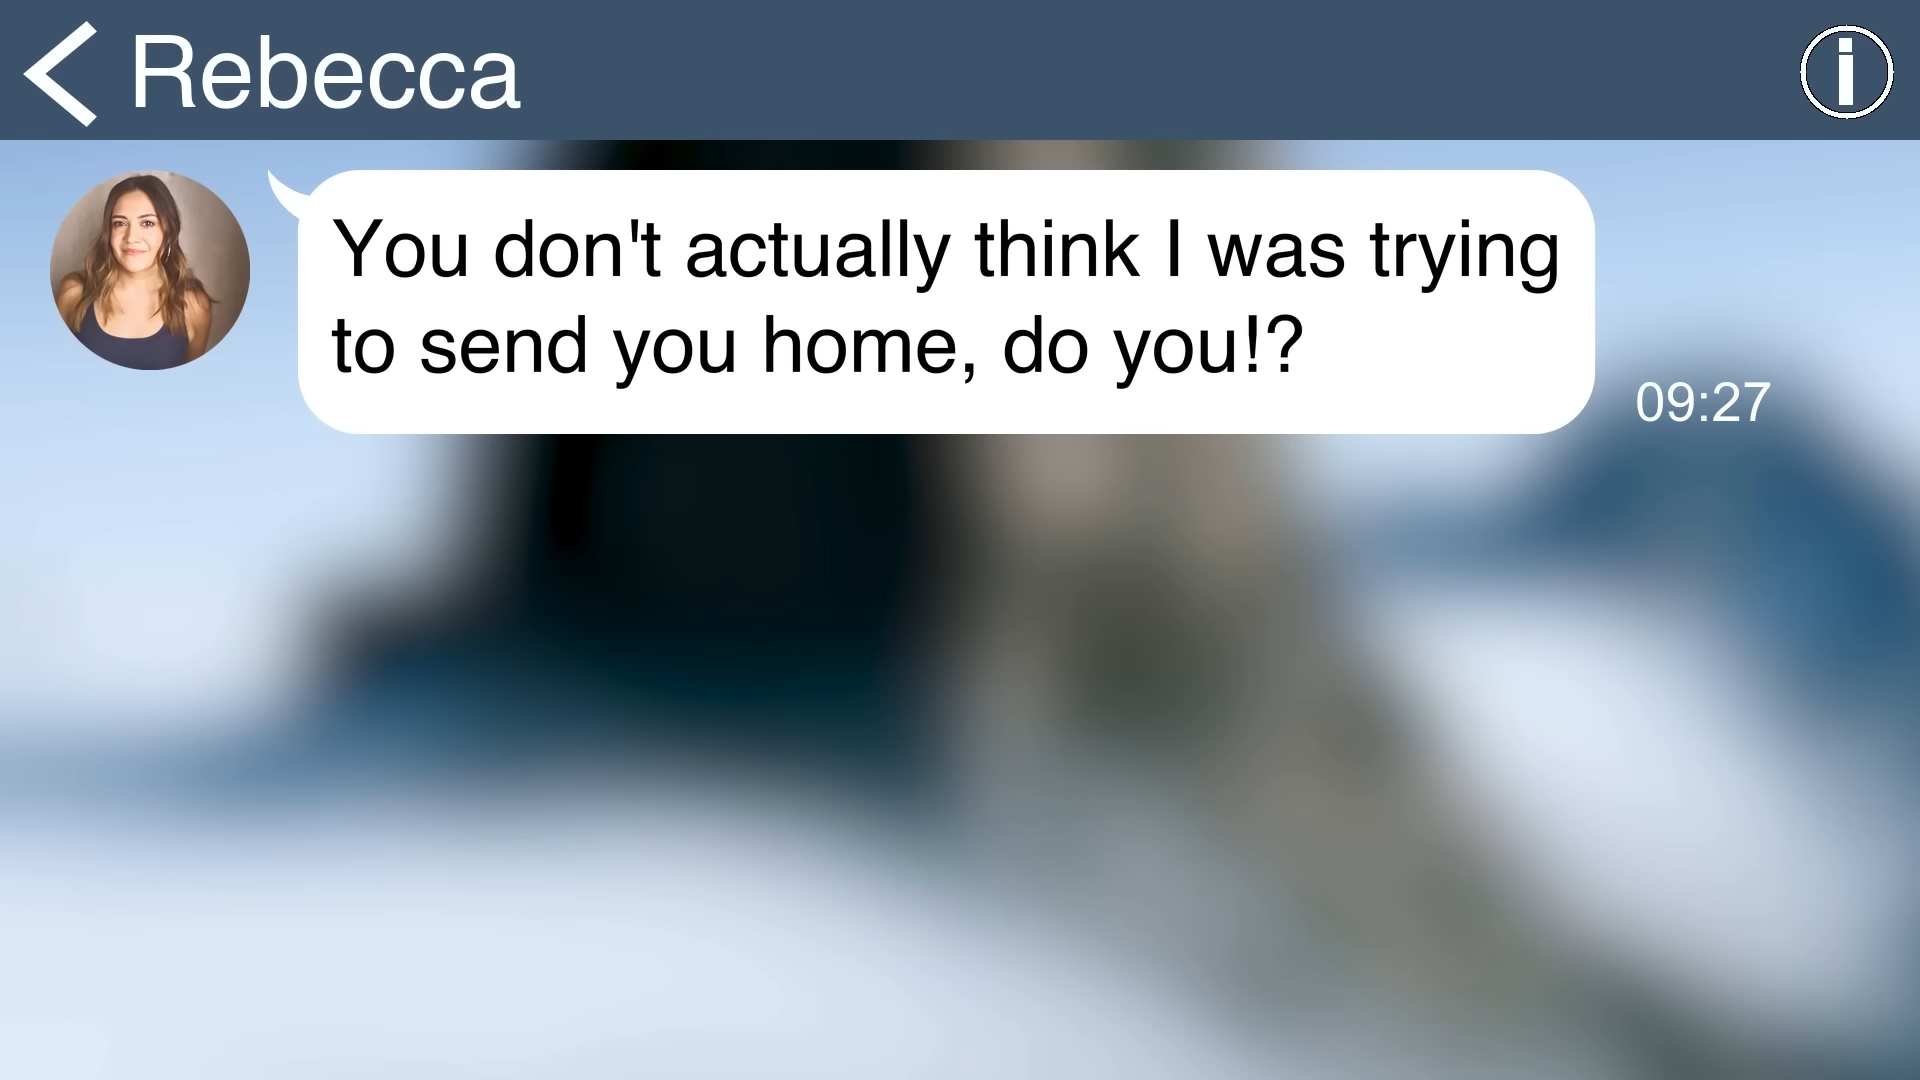 Rebecca
You don't actually think I was trying
to send you home, do you!?
09:27